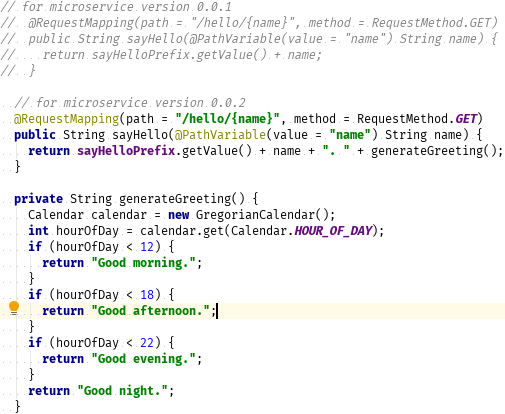 // for microservice version 0.0.1
//  @RequestMapping(path = "/hello/{name}", method = RequestMethod.GET)
//  public String sayHello(@PathVariable(value = "name") String name) {
//    return sayHelloPrefix.getValue() + name;
//  }

  // for microservice version 0.0.2
  @RequestMapping(path = "/hello/{name}", method = RequestMethod.GET)
  public String sayHello(@PathVariable(value = "name") String name) {
    return sayHelloPrefix.getValue() + name + ". " + generateGreeting();
  }

  private String generateGreeting() {
    Calendar calendar = new GregorianCalendar();
    int hourOfDay = calendar.get(Calendar.HOUR_OF_DAY);
    if (hourOfDay < 12) {
      return "Good morning.";
    }
    if (hourOfDay < 18) {
      return "Good afternoon.";
    }
    if (hourOfDay < 22) {
      return "Good evening.";
    }
    return "Good night.";
  }